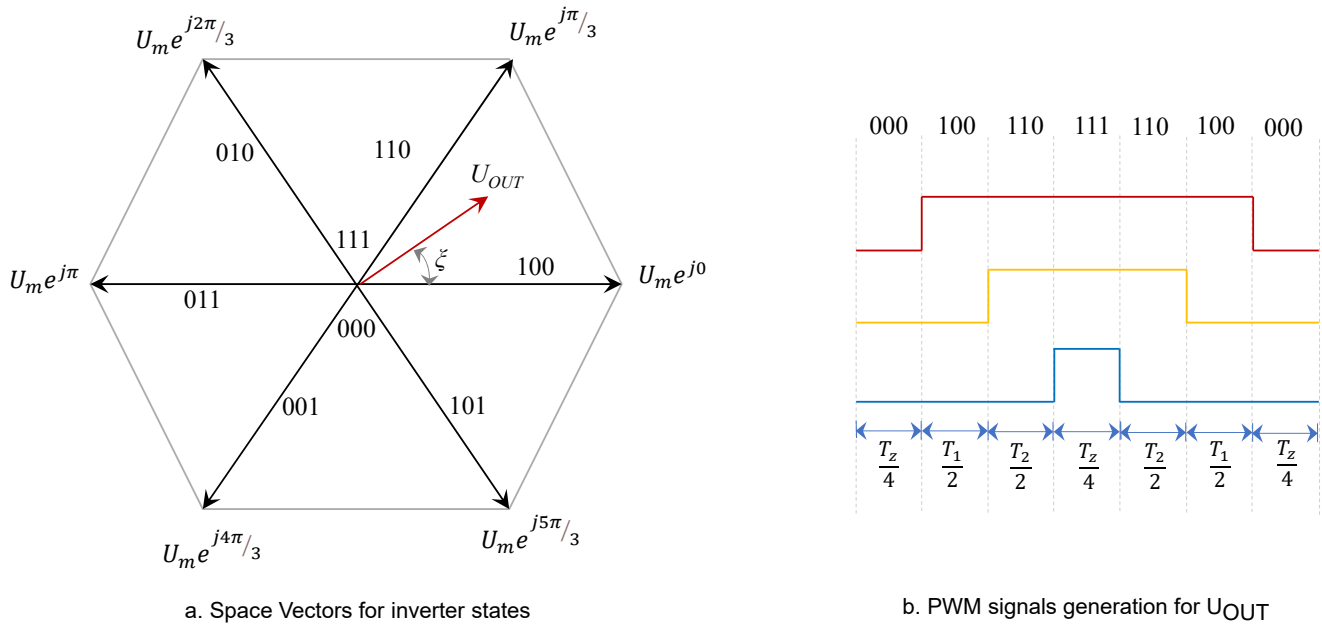 U_m e^{j2π/3}
U_m e^{jπ/3}
010
110
U_OUT
111
ξ
100
U_m e^{jπ}
U_m e^{j0}
011
000
001
101
U_m e^{j4π/3}
U_m e^{j5π/3}
a. Space Vectors for inverter states
000 100 110 111 110 100 000
T_z/4 T_1/2 T_2/2 T_z/4 T_2/2 T_1/2 T_z/4
b. PWM signals generation for U_OUT